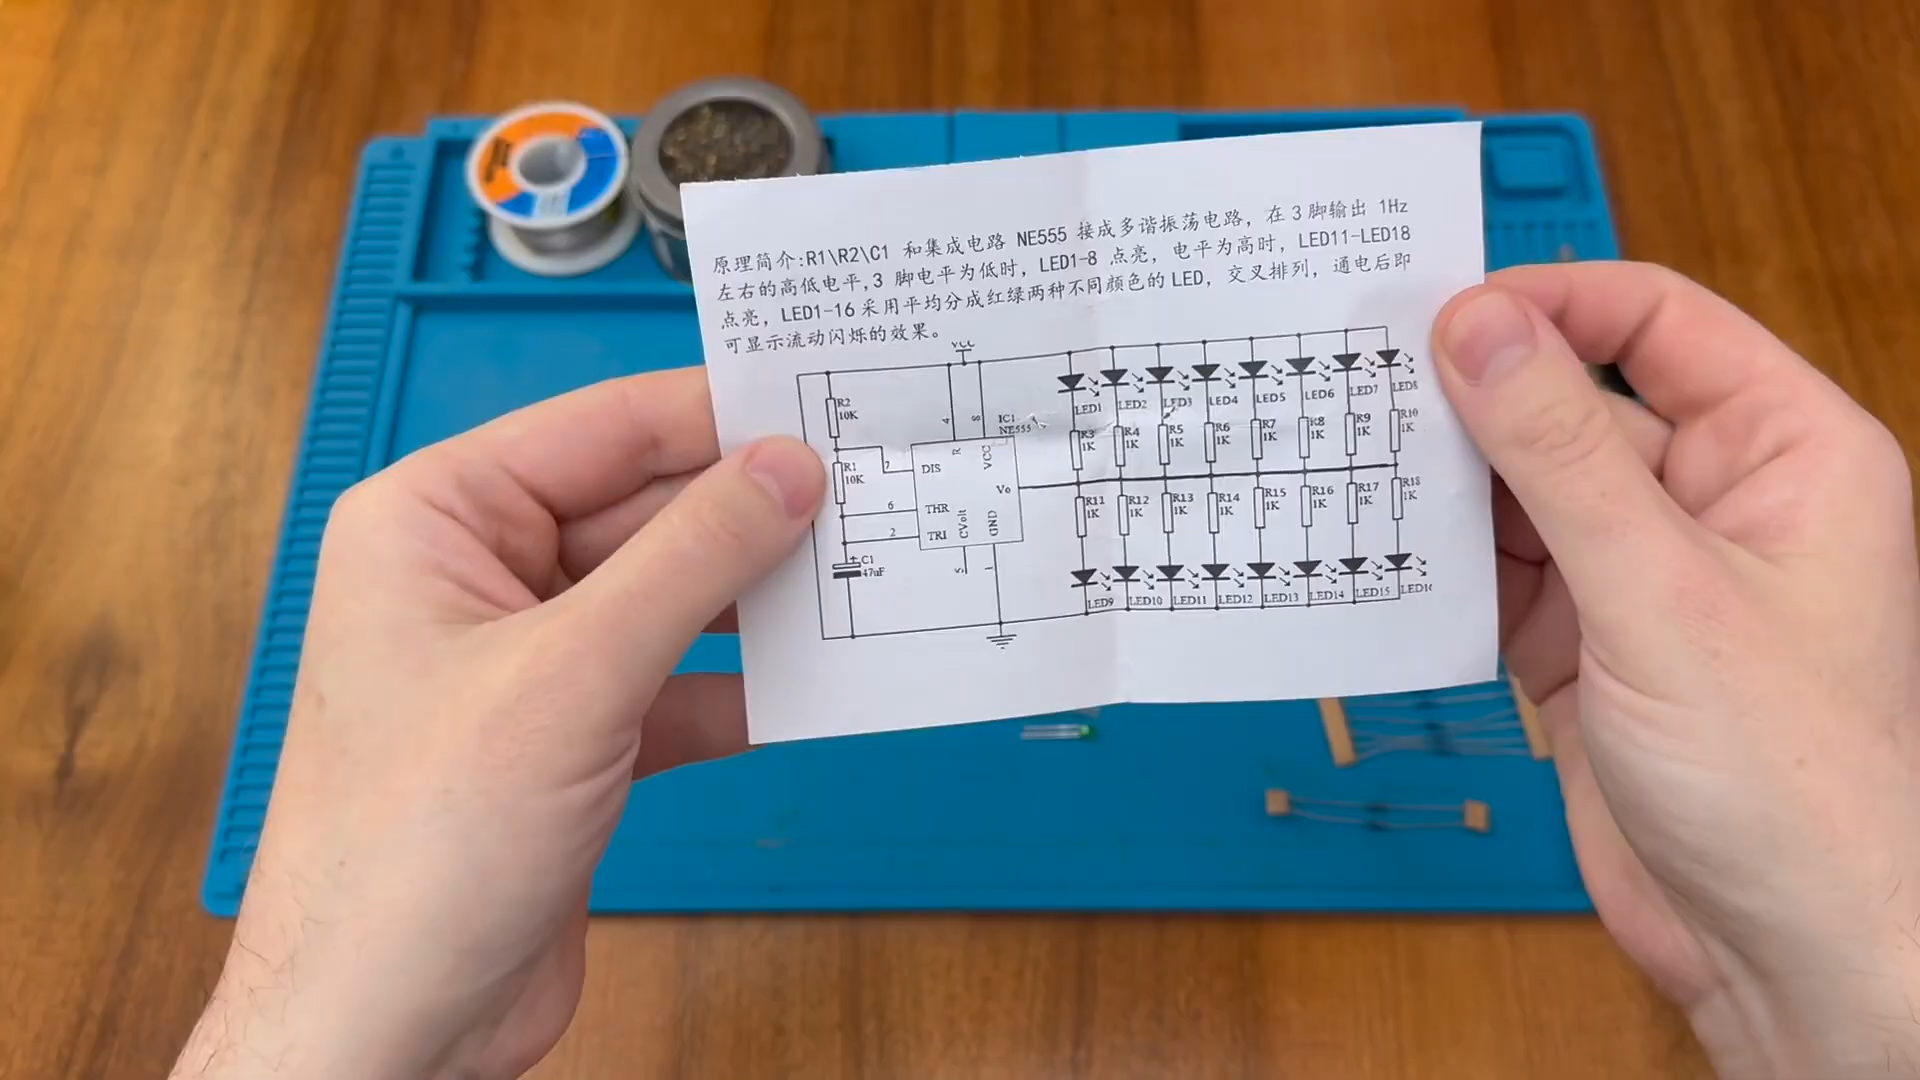 原理简介:R1\R2\C1 和集成电路 NE555 接成多谐振荡电路，在 3 脚输出 1Hz
左右的高低电平,3 脚电平为低时，LED1-8 点亮，电平为高时，LED11-LED18
点亮，LED1-16 采用平均分成红绿两种不同颜色的 LED，交叉排列，通电后即
可显示流动闪烁的效果。
VCC
R2
10K
R1
10K
C1
47uF
+
4
8
7
6
2
5
1
IC1
NE555
R
VCC
DIS
THR
TRI
CVolt
GND
Vo
LED1 LED2 LED3 LED4 LED5 LED6 LED7 LED8
R3 R4 R5 R6 R7 R8 R9 R10
1K 1K 1K 1K 1K 1K 1K 1K
R11 R12 R13 R14 R15 R16 R17 R18
1K 1K 1K 1K 1K 1K 1K 1K
LED9 LED10 LED11 LED12 LED13 LED14 LED15 LED16